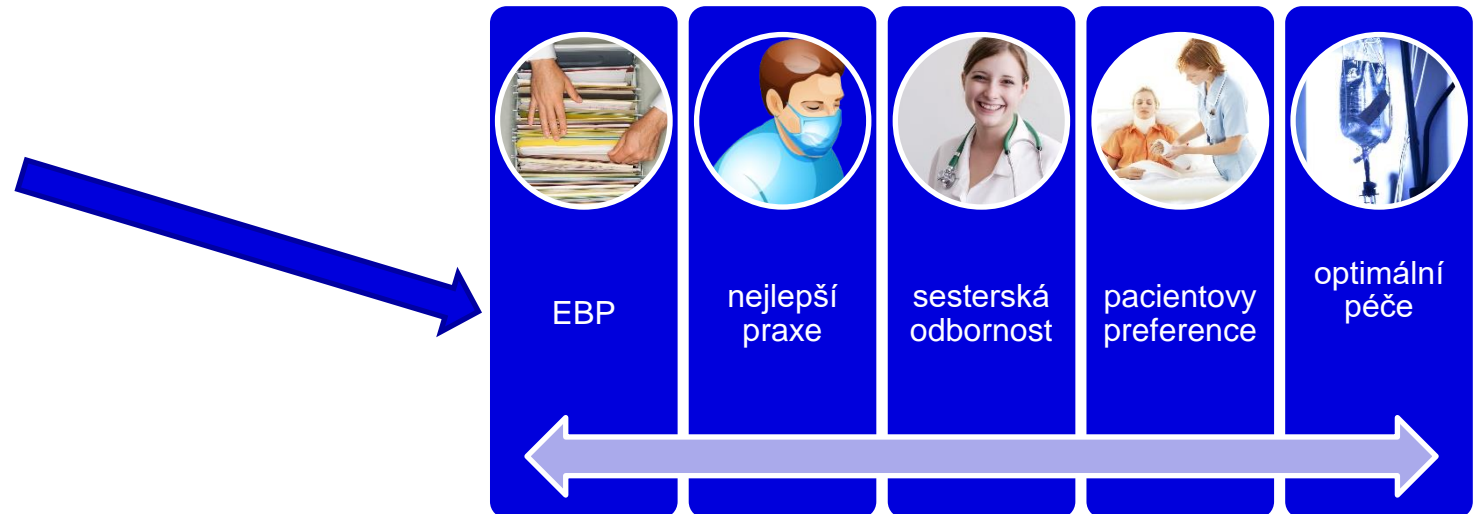 EBP
nejlepší
praxe
sesterská
odbornost
pacientovy
preference
optimální
péče